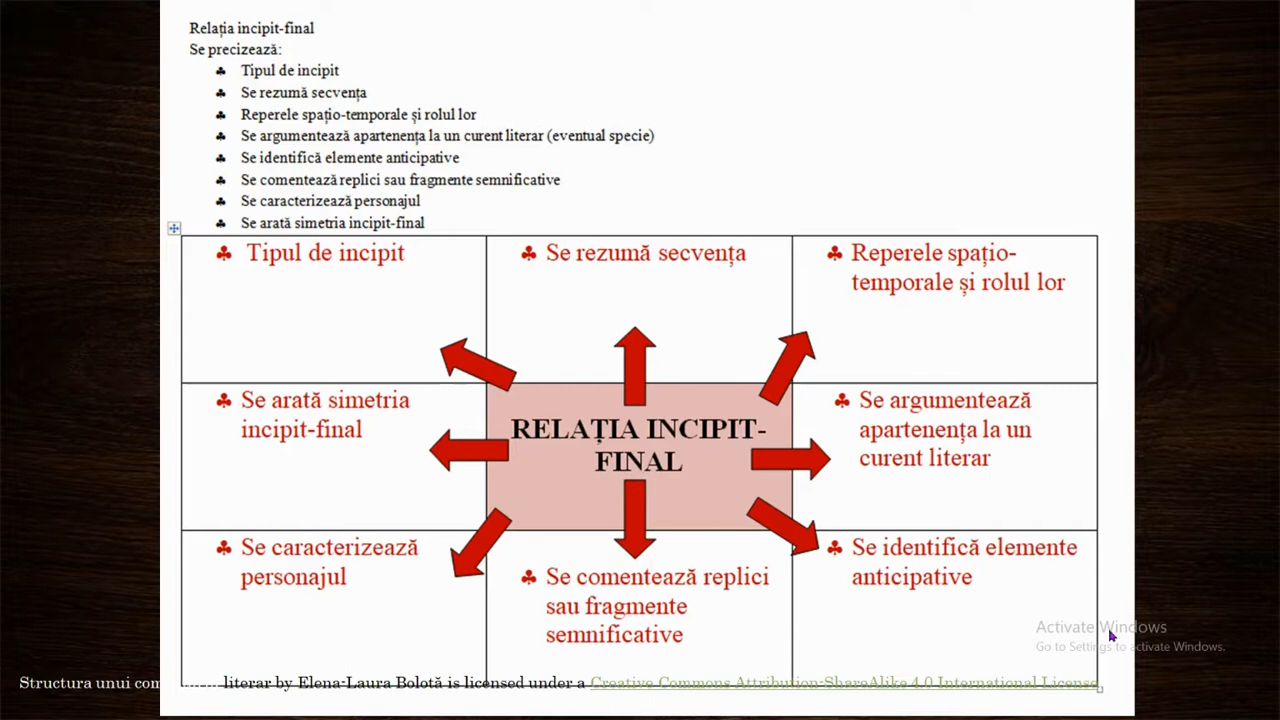 Relația incipit-final
Se precizează:
♣ Tipul de incipit
♣ Se rezumă secvența
♣ Reperele spațio-temporale și rolul lor
♣ Se argumentează apartenența la un curent literar (eventual specie)
♣ Se identifică elemente anticipative
♣ Se comentează replici sau fragmente semnificative
♣ Se caracterizează personajul
♣ Se arată simetria incipit-final
♣ Tipul de incipit
♣ Se rezumă secvența
♣ Reperele spațio-
temporale și rolul lor
♣ Se arată simetria
incipit-final
RELAȚIA INCIPIT-
FINAL
♣ Se argumentează
apartenența la un
curent literar
♣ Se caracterizează
personajul
♣ Se comentează replici
sau fragmente
semnificative
♣ Se identifică elemente
anticipative
Activate Windows
Go to Settings to activate Windows.
Structura unui literar by Elena-Laura Bolotă is licensed under a Creative Commons Attribution-ShareAlike 4.0 International License